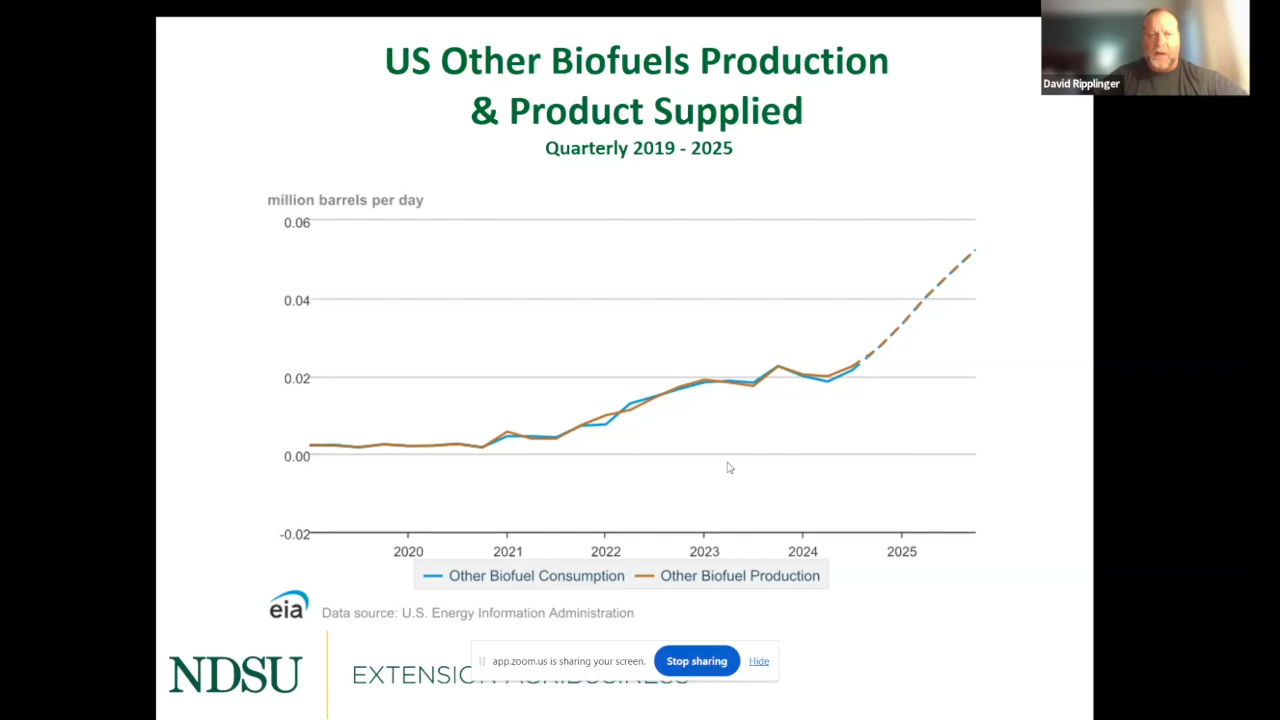 US Other Biofuels Production
& Product Supplied
Quarterly 2019 - 2025
David Ripplinger
million barrels per day
0.06
0.04
0.02
0.00
-0.02
2020 2021 2022 2023 2024 2025
Other Biofuel Consumption Other Biofuel Production
eia Data source: U.S. Energy Information Administration
app.zoom.us is sharing your screen. Stop sharing Hide
NDSU EXTENSION AGRIBUSINESS